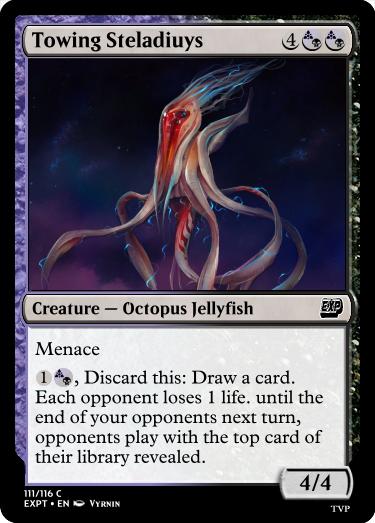 Towing Steladiuys 4
Creature — Octopus Jellyfish EXP
Menace
1, Discard this: Draw a card.
Each opponent loses 1 life. until the
end of your opponents next turn,
opponents play with the top card of
their library revealed.
4/4
111/116 C
EXPT • EN Vyrnin
TVP